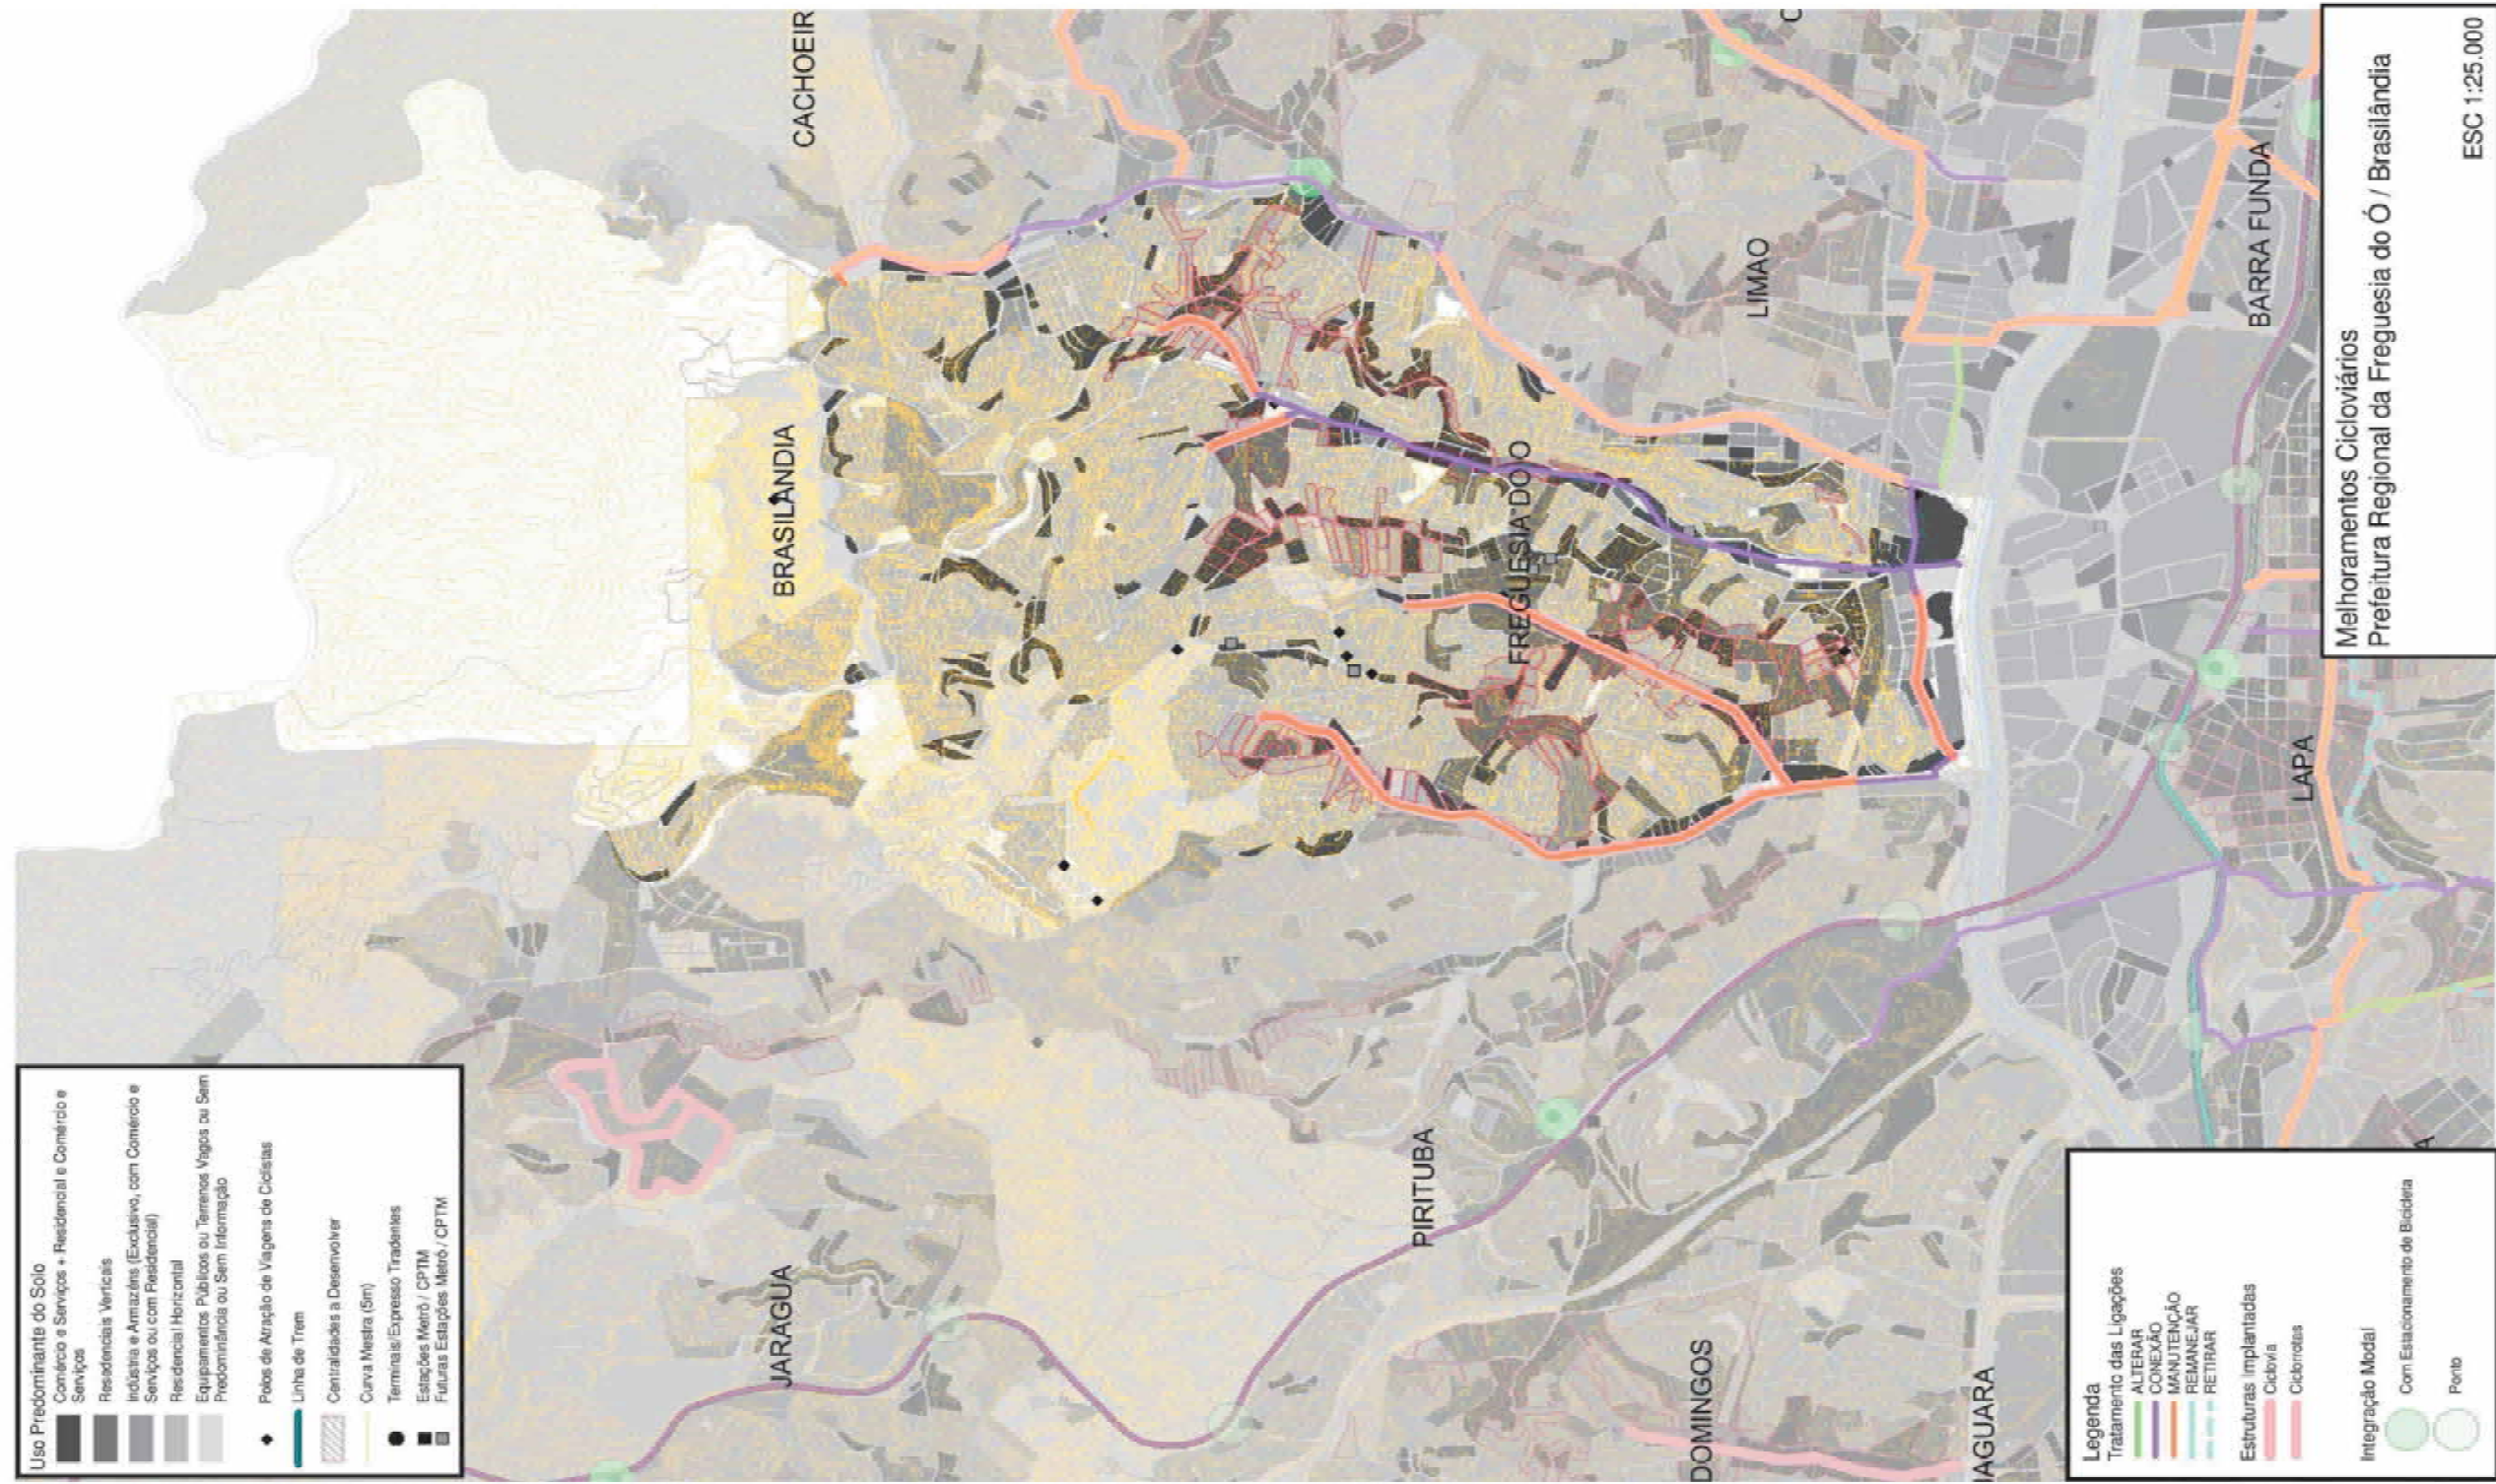 Uso Predominante do Solo
Comércio e Serviços + Residencial e Comércio e
Serviços
Residenciais Verticais
Indústria e Armazéns (Exclusivo, com Comércio e
Serviços ou com Residencial)
Residencial Horizontal
Equipamentos Públicos ou Terrenos Vagos ou Sem
Predominância ou Sem Informação
Polos de Atração de Viagens de Ciclistas
Linha de Trem
Centralidades a Desenvolver
Curva Mestra (5m)
Terminais/Expresso Tiradentes
Estações Metrô / CPTM
Futuras Estações Metrô / CPTM
CACHOEIR
BRASILANDIA
JARAGUA
LIMAO
FREGUESIA DO O
PIRITUBA
DOMINGOS
BARRA FUNDA
LAPA
IAGUARA
A
Legenda
Tratamento das Ligações
ALTERAR
CONEXÃO
MANUTENÇÃO
REMANEJAR
RETIRAR
Estruturas Implantadas
Ciclovia
Ciclorrotas
Integração Modal
Com Estacionamento de Bicicleta
Ponto
Melhoramentos Cicloviários
Prefeitura Regional da Freguesia do Ó / Brasilândia
ESC 1:25.000